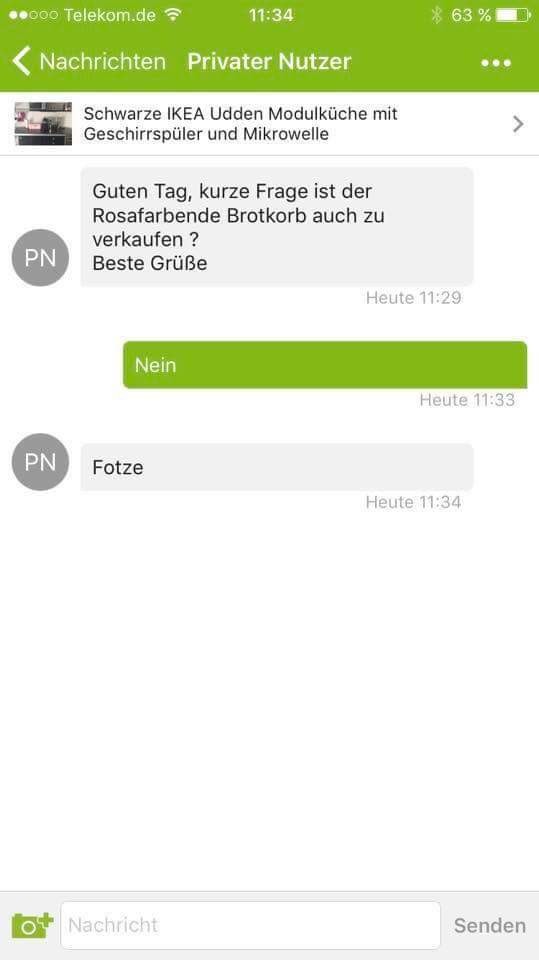 Telekom.de 11:34 63 %
Nachrichten Privater Nutzer
Schwarze IKEA Udden Modulküche mit
Geschirrspüler und Mikrowelle
Guten Tag, kurze Frage ist der
Rosafarbende Brotkorb auch zu
verkaufen ?
Beste Grüße
PN
Heute 11:29
Nein
Heute 11:33
PN
Fotze
Heute 11:34
Nachricht
Senden